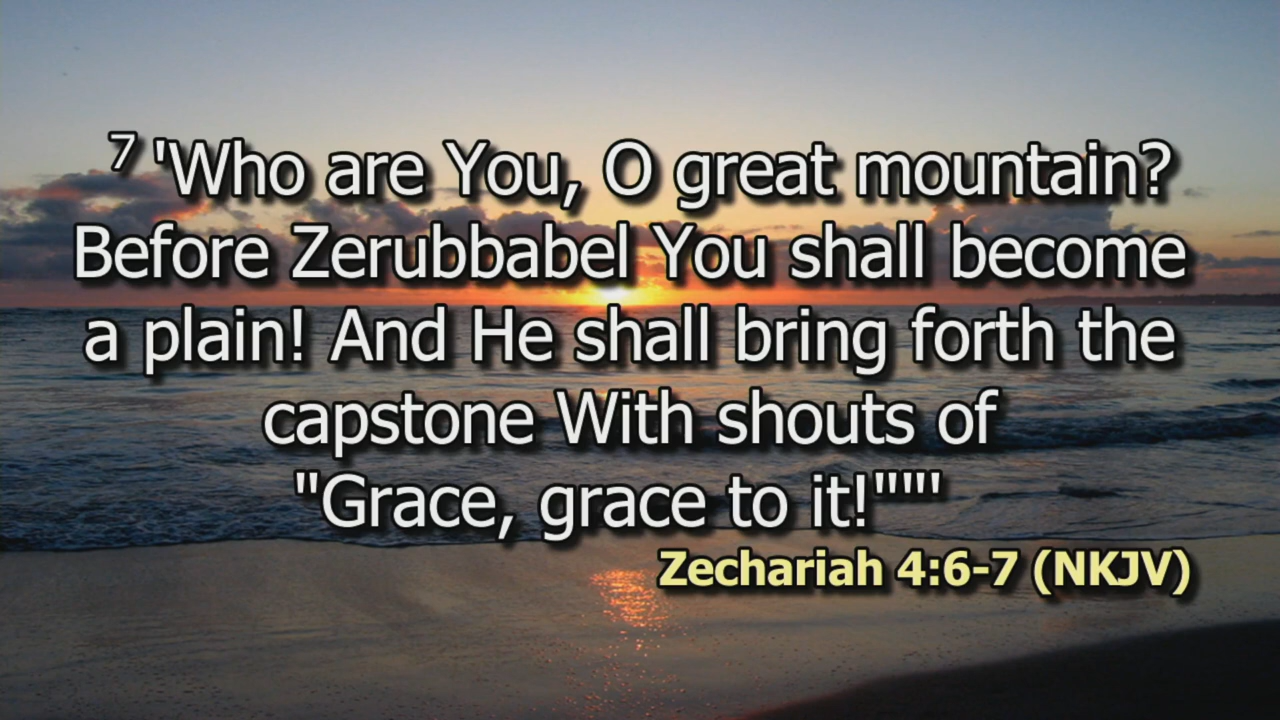 7 'Who are You, O great mountain?
Before Zerubbabel You shall become
a plain! And He shall bring forth the
capstone With shouts of
"Grace, grace to it!""'
Zechariah 4:6-7 (NKJV)